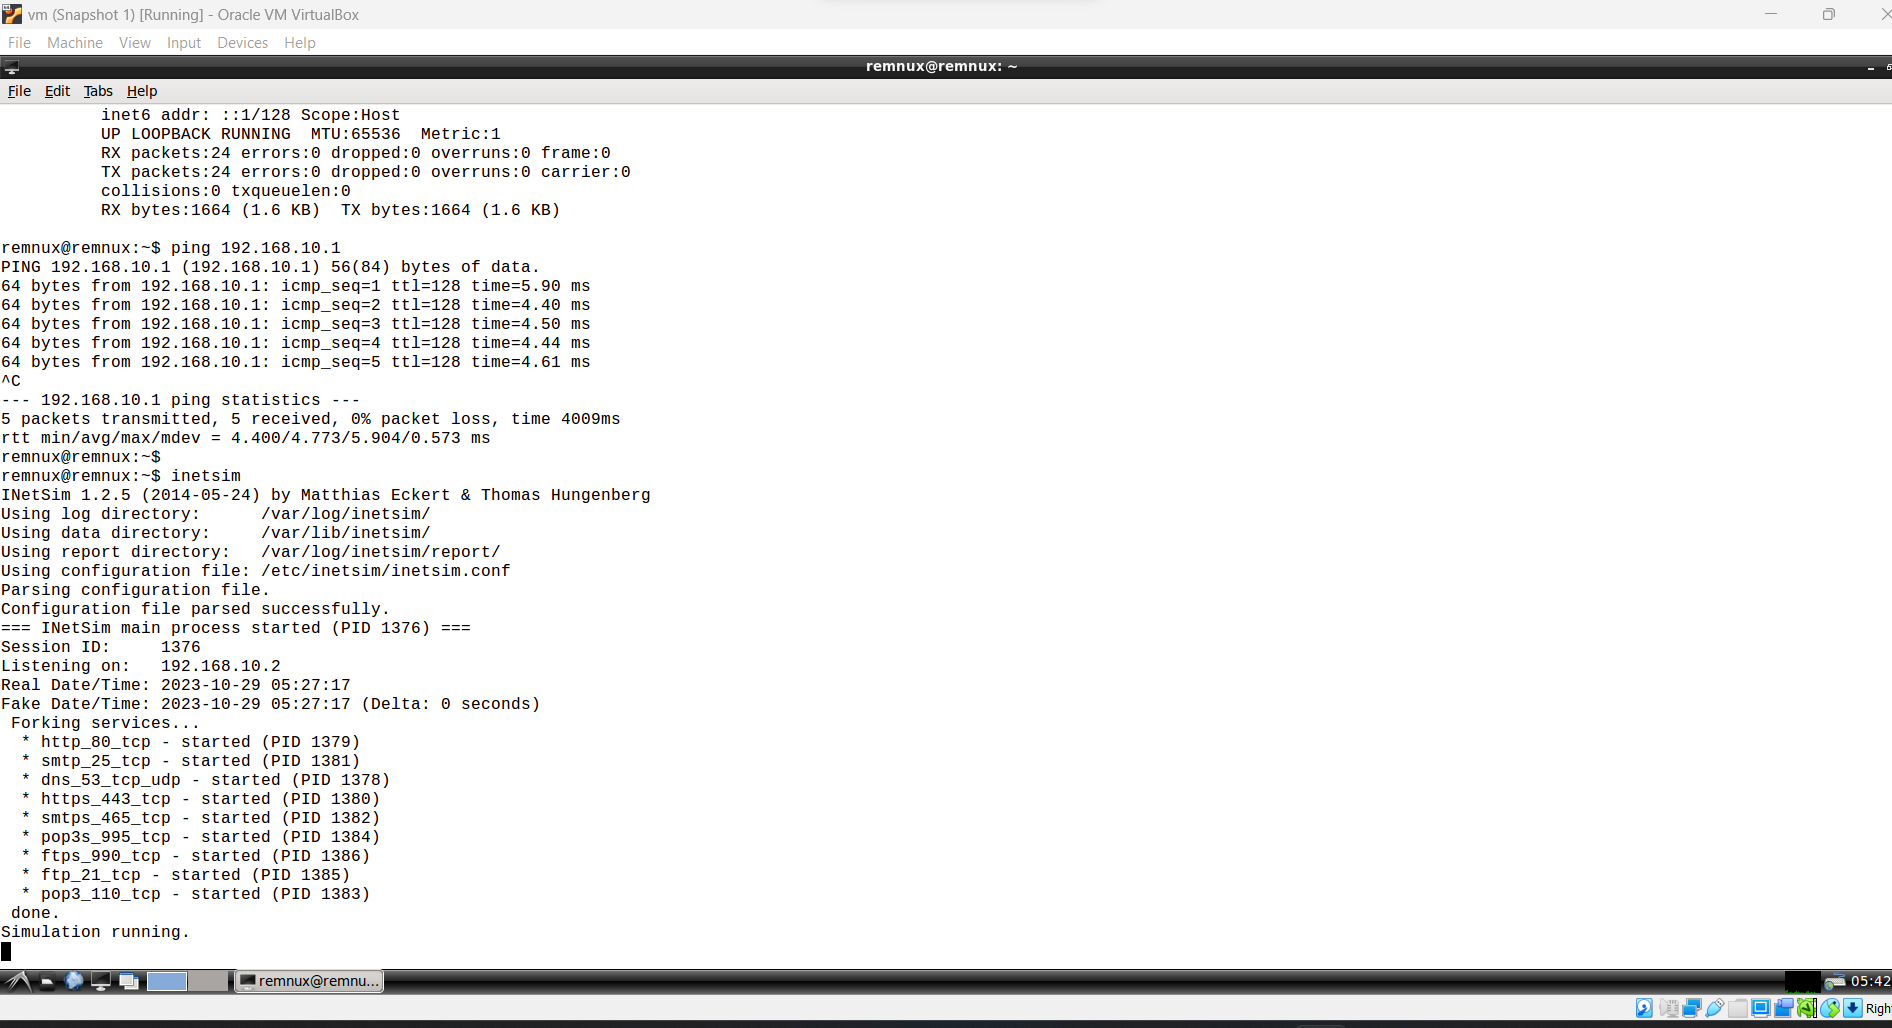 vm (Snapshot 1) [Running] - Oracle VM VirtualBox
File Machine View Input Devices Help
remnux@remnux: ~
File Edit Tabs Help
inet6 addr: ::1/128 Scope:Host
UP LOOPBACK RUNNING  MTU:65536  Metric:1
RX packets:24 errors:0 dropped:0 overruns:0 frame:0
TX packets:24 errors:0 dropped:0 overruns:0 carrier:0
collisions:0 txqueuelen:0
RX bytes:1664 (1.6 KB)  TX bytes:1664 (1.6 KB)
remnux@remnux:~$ ping 192.168.10.1
PING 192.168.10.1 (192.168.10.1) 56(84) bytes of data.
64 bytes from 192.168.10.1: icmp_seq=1 ttl=128 time=5.90 ms
64 bytes from 192.168.10.1: icmp_seq=2 ttl=128 time=4.40 ms
64 bytes from 192.168.10.1: icmp_seq=3 ttl=128 time=4.50 ms
64 bytes from 192.168.10.1: icmp_seq=4 ttl=128 time=4.44 ms
64 bytes from 192.168.10.1: icmp_seq=5 ttl=128 time=4.61 ms
^C
--- 192.168.10.1 ping statistics ---
5 packets transmitted, 5 received, 0% packet loss, time 4009ms
rtt min/avg/max/mdev = 4.400/4.773/5.904/0.573 ms
remnux@remnux:~$
remnux@remnux:~$ inetsim
INetSim 1.2.5 (2014-05-24) by Matthias Eckert & Thomas Hungenberg
Using log directory:      /var/log/inetsim/
Using data directory:     /var/lib/inetsim/
Using report directory:   /var/log/inetsim/report/
Using configuration file: /etc/inetsim/inetsim.conf
Parsing configuration file.
Configuration file parsed successfully.
=== INetSim main process started (PID 1376) ===
Session ID:     1376
Listening on:   192.168.10.2
Real Date/Time: 2023-10-29 05:27:17
Fake Date/Time: 2023-10-29 05:27:17 (Delta: 0 seconds)
Forking services...
* http_80_tcp - started (PID 1379)
* smtp_25_tcp - started (PID 1381)
* dns_53_tcp_udp - started (PID 1378)
* https_443_tcp - started (PID 1380)
* smtps_465_tcp - started (PID 1382)
* pop3s_995_tcp - started (PID 1384)
* ftps_990_tcp - started (PID 1386)
* ftp_21_tcp - started (PID 1385)
* pop3_110_tcp - started (PID 1383)
done.
Simulation running.
remnux@remnu...
05:42
Righ